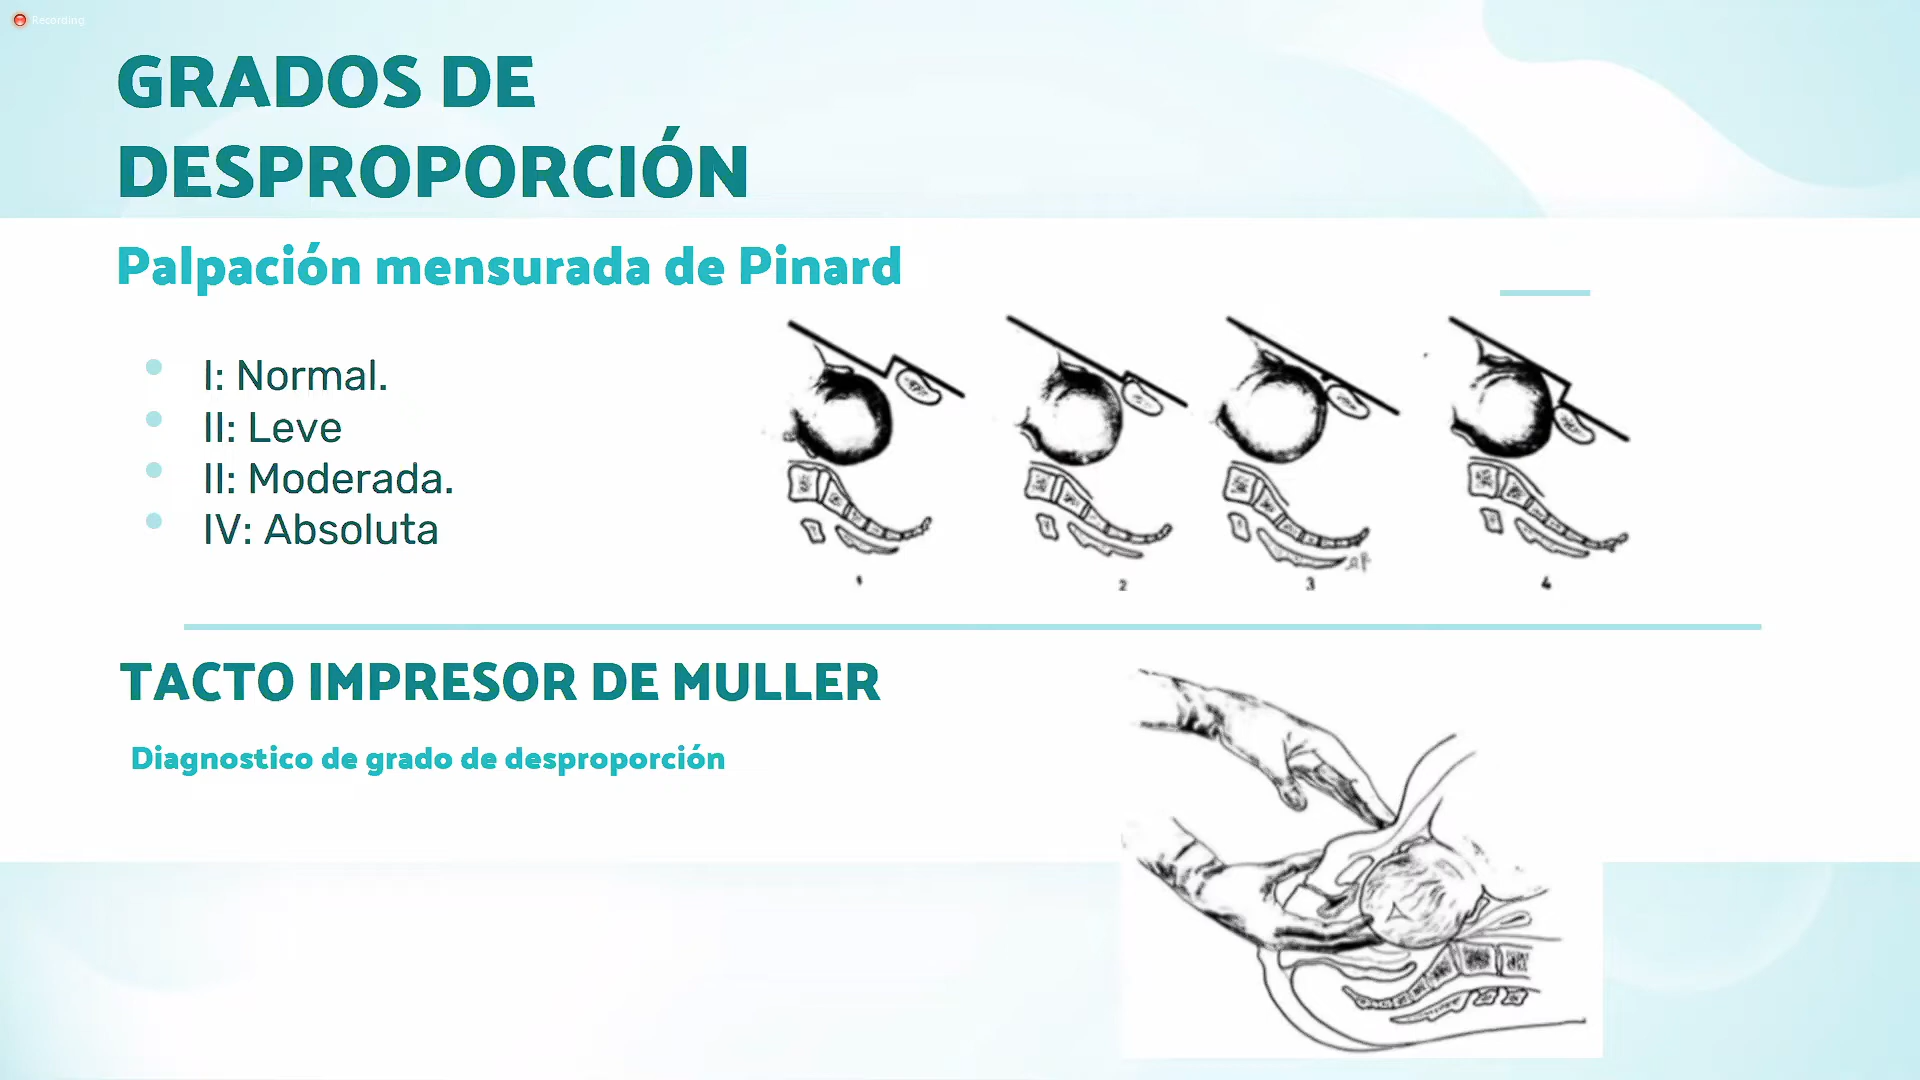 Recording
GRADOS DE
DESPROPORCIÓN
Palpación mensurada de Pinard
I: Normal.
II: Leve
II: Moderada.
IV: Absoluta
2
3
4
TACTO IMPRESOR DE MULLER
Diagnostico de grado de desproporción